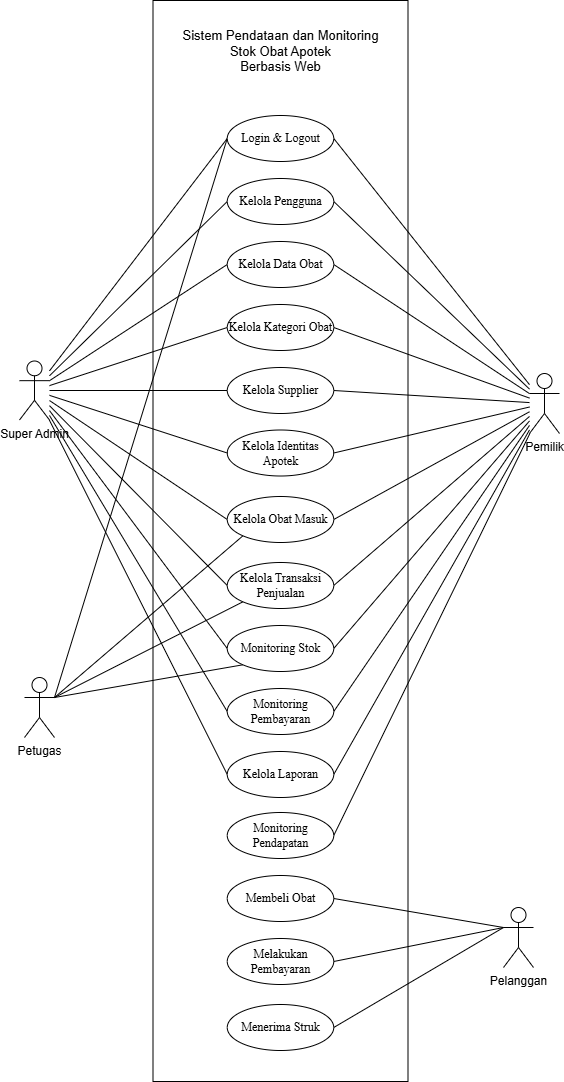 Sistem Pendataan dan Monitoring
Stok Obat Apotek
Berbasis Web
Login & Logout
Kelola Pengguna
Kelola Data Obat
Kelola Kategori Obat
Kelola Supplier
Super Admin
Pemilik
Kelola Identitas
Apotek
Kelola Obat Masuk
Kelola Transaksi
Penjualan
Monitoring Stok
Monitoring
Pembayaran
Petugas
Kelola Laporan
Monitoring
Pendapatan
Membeli Obat
Melakukan
Pembayaran
Pelanggan
Menerima Struk